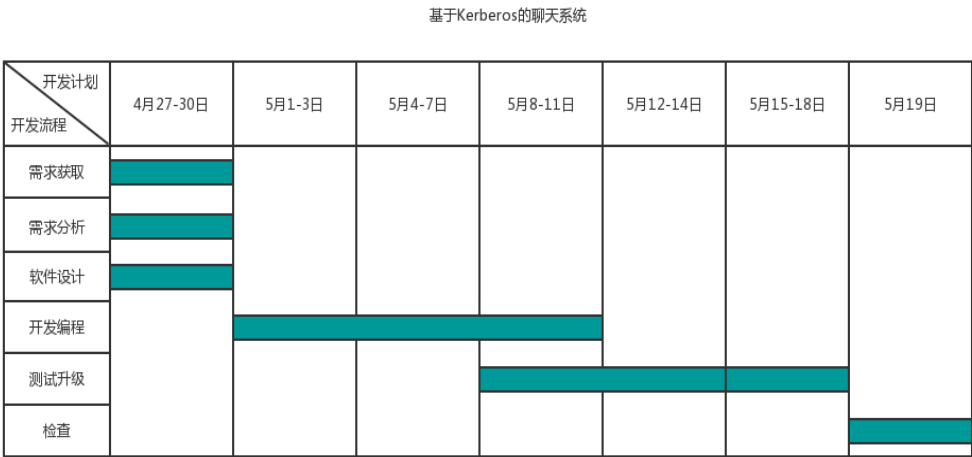 基于Kerberos的聊天系统
开发计划
开发流程
4月27-30日
5月1-3日
5月4-7日
5月8-11日
5月12-14日
5月15-18日
5月19日
需求获取
需求分析
软件设计
开发编程
测试升级
检查